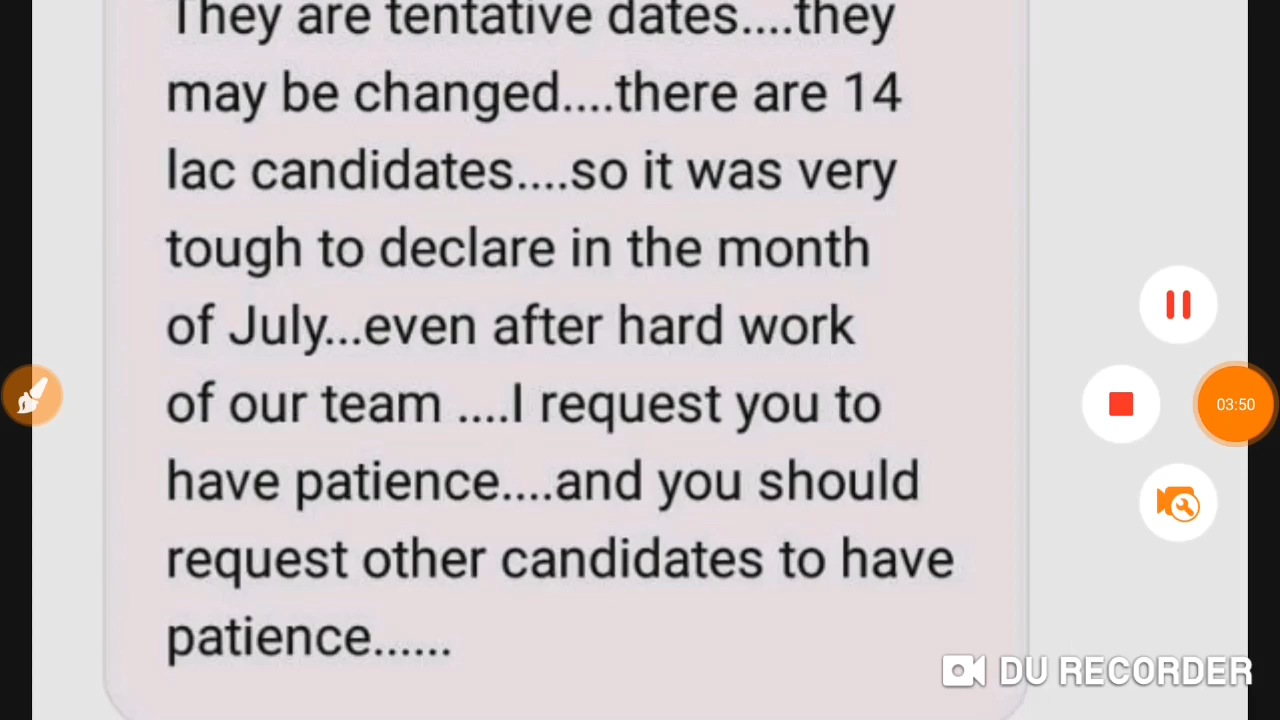 They are tentative dates....they
may be changed....there are 14
lac candidates....so it was very
tough to declare in the month
of July...even after hard work
of our team ....I request you to
have patience....and you should
request other candidates to have
patience......
03:50
DU RECORDER